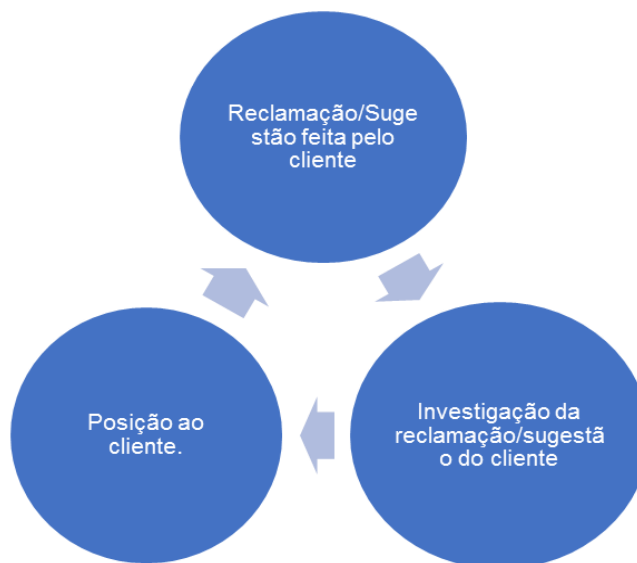 Reclamação/Suge
stão feita pelo
cliente
Investigação da
reclamação/sugestã
o do cliente
Posição ao
cliente.